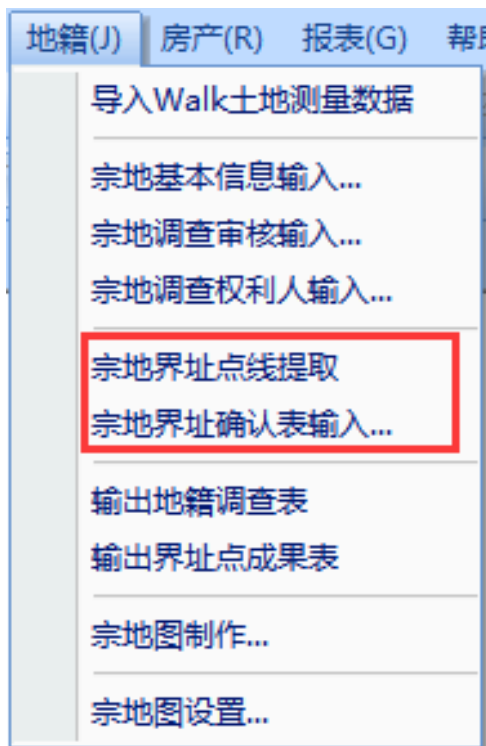 地籍(J) 房产(R) 报表(G) 帮
导入Walk土地测量数据
宗地基本信息输入...
宗地调查审核输入...
宗地调查权利人输入...
宗地界址点线提取
宗地界址确认表输入...
输出地籍调查表
输出界址点成果表
宗地图制作...
宗地图设置...